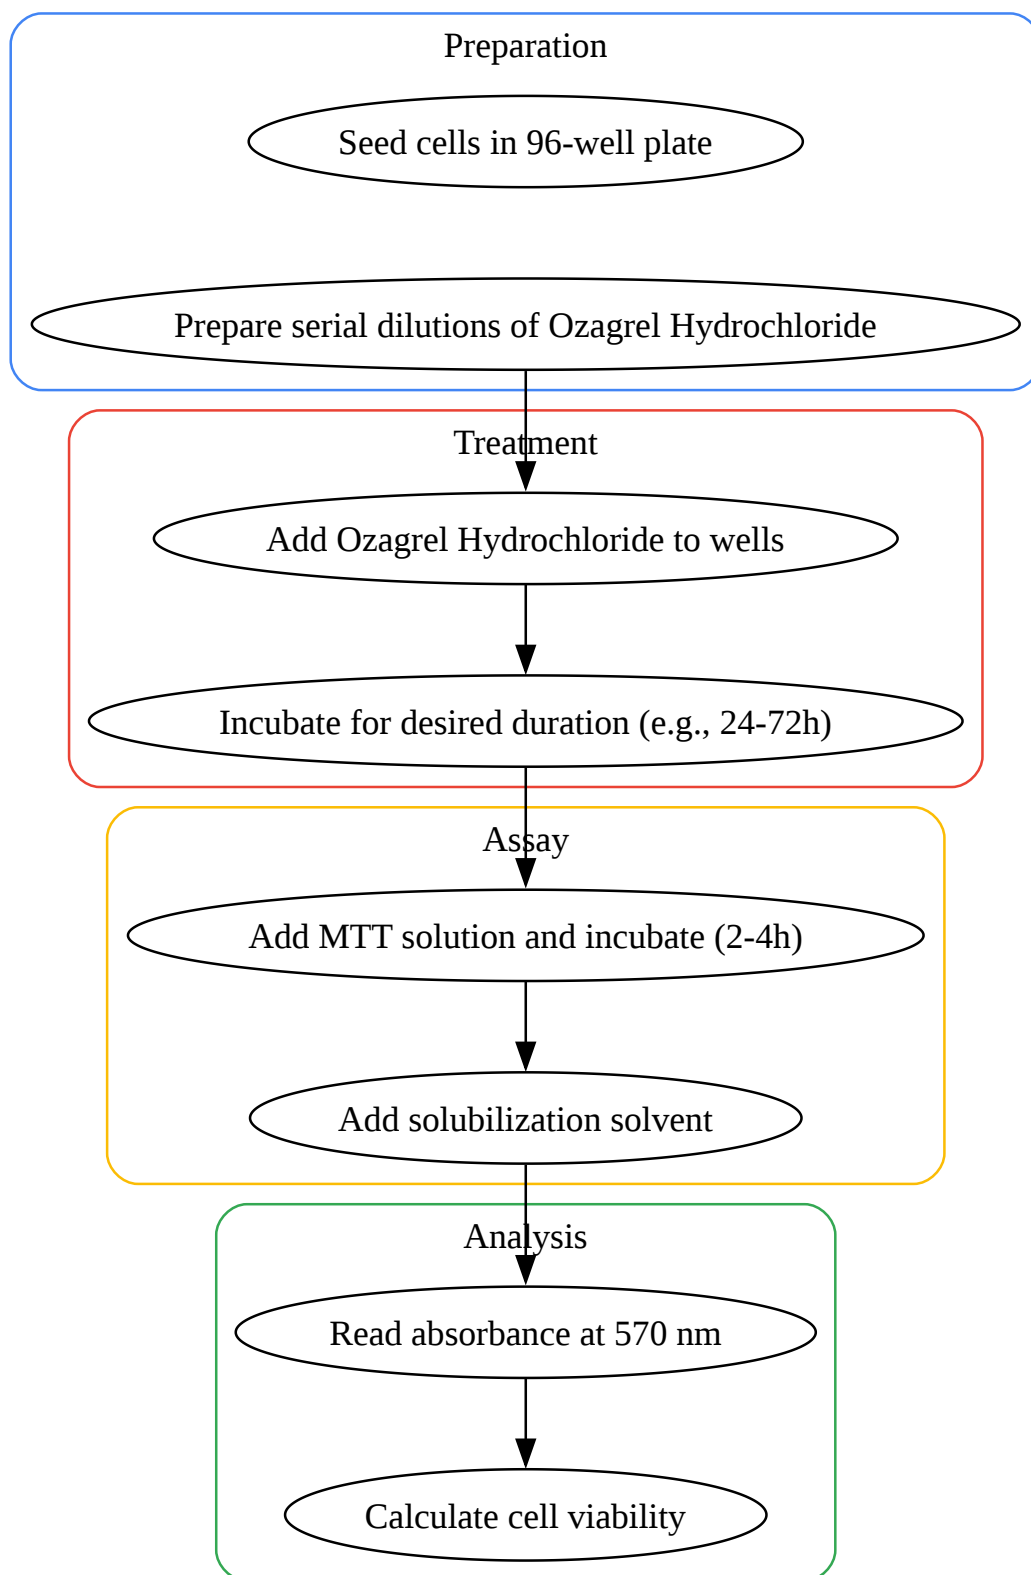 Preparation
Seed cells in 96-well plate
Prepare serial dilutions of Ozagrel Hydrochloride
Treatment
Add Ozagrel Hydrochloride to wells
Incubate for desired duration (e.g., 24-72h)
Assay
Add MTT solution and incubate (2-4h)
Add solubilization solvent
Analysis
Read absorbance at 570 nm
Calculate cell viability